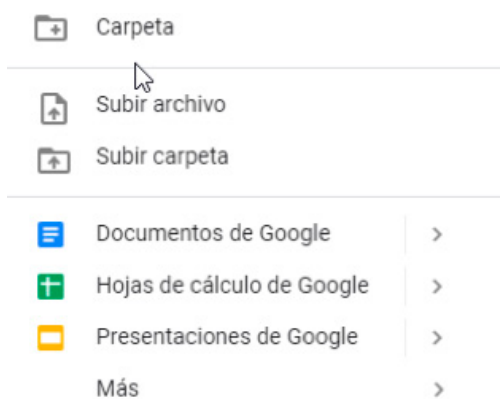 Carpeta
Subir archivo
Subir carpeta
Documentos de Google
Hojas de cálculo de Google
Presentaciones de Google
Más